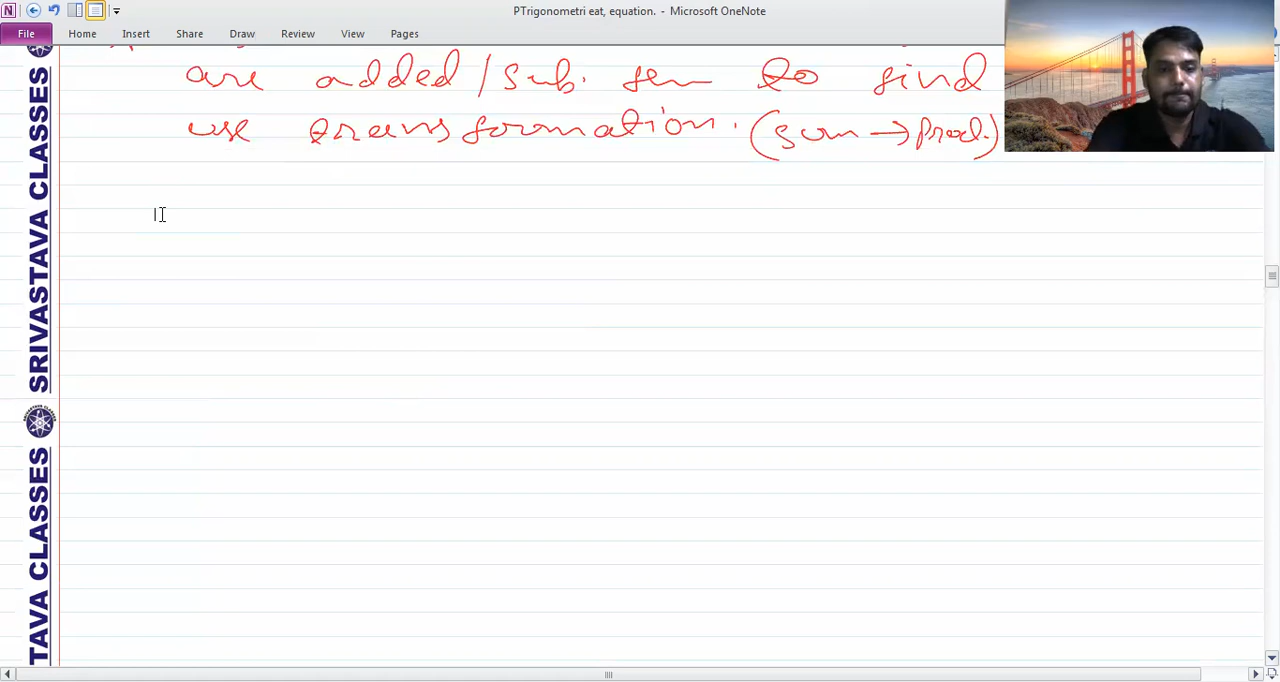 PTrigonometri eat, equation. - Microsoft OneNote
File Home Insert Share Draw Review View Pages
are added/sub. then to find
use transformation. (sum → Prod.)
SRIVASTAVA CLASSES
TAVA CLASSES